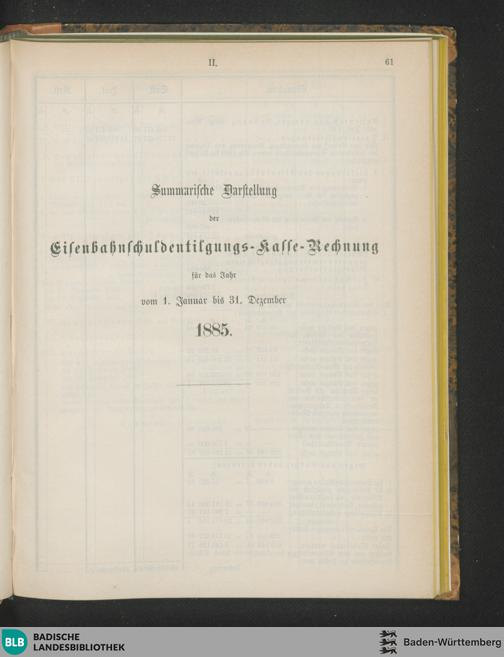 II.
61
Summarische Darstellung
der
Eisenbahnschuldentilgungs-Kasse-Rechnung
für das Jahr
vom 1. Januar bis 31. Dezember
1885.
BLB
BADISCHE
LANDESBIBLIOTHEK
Baden-Württemberg